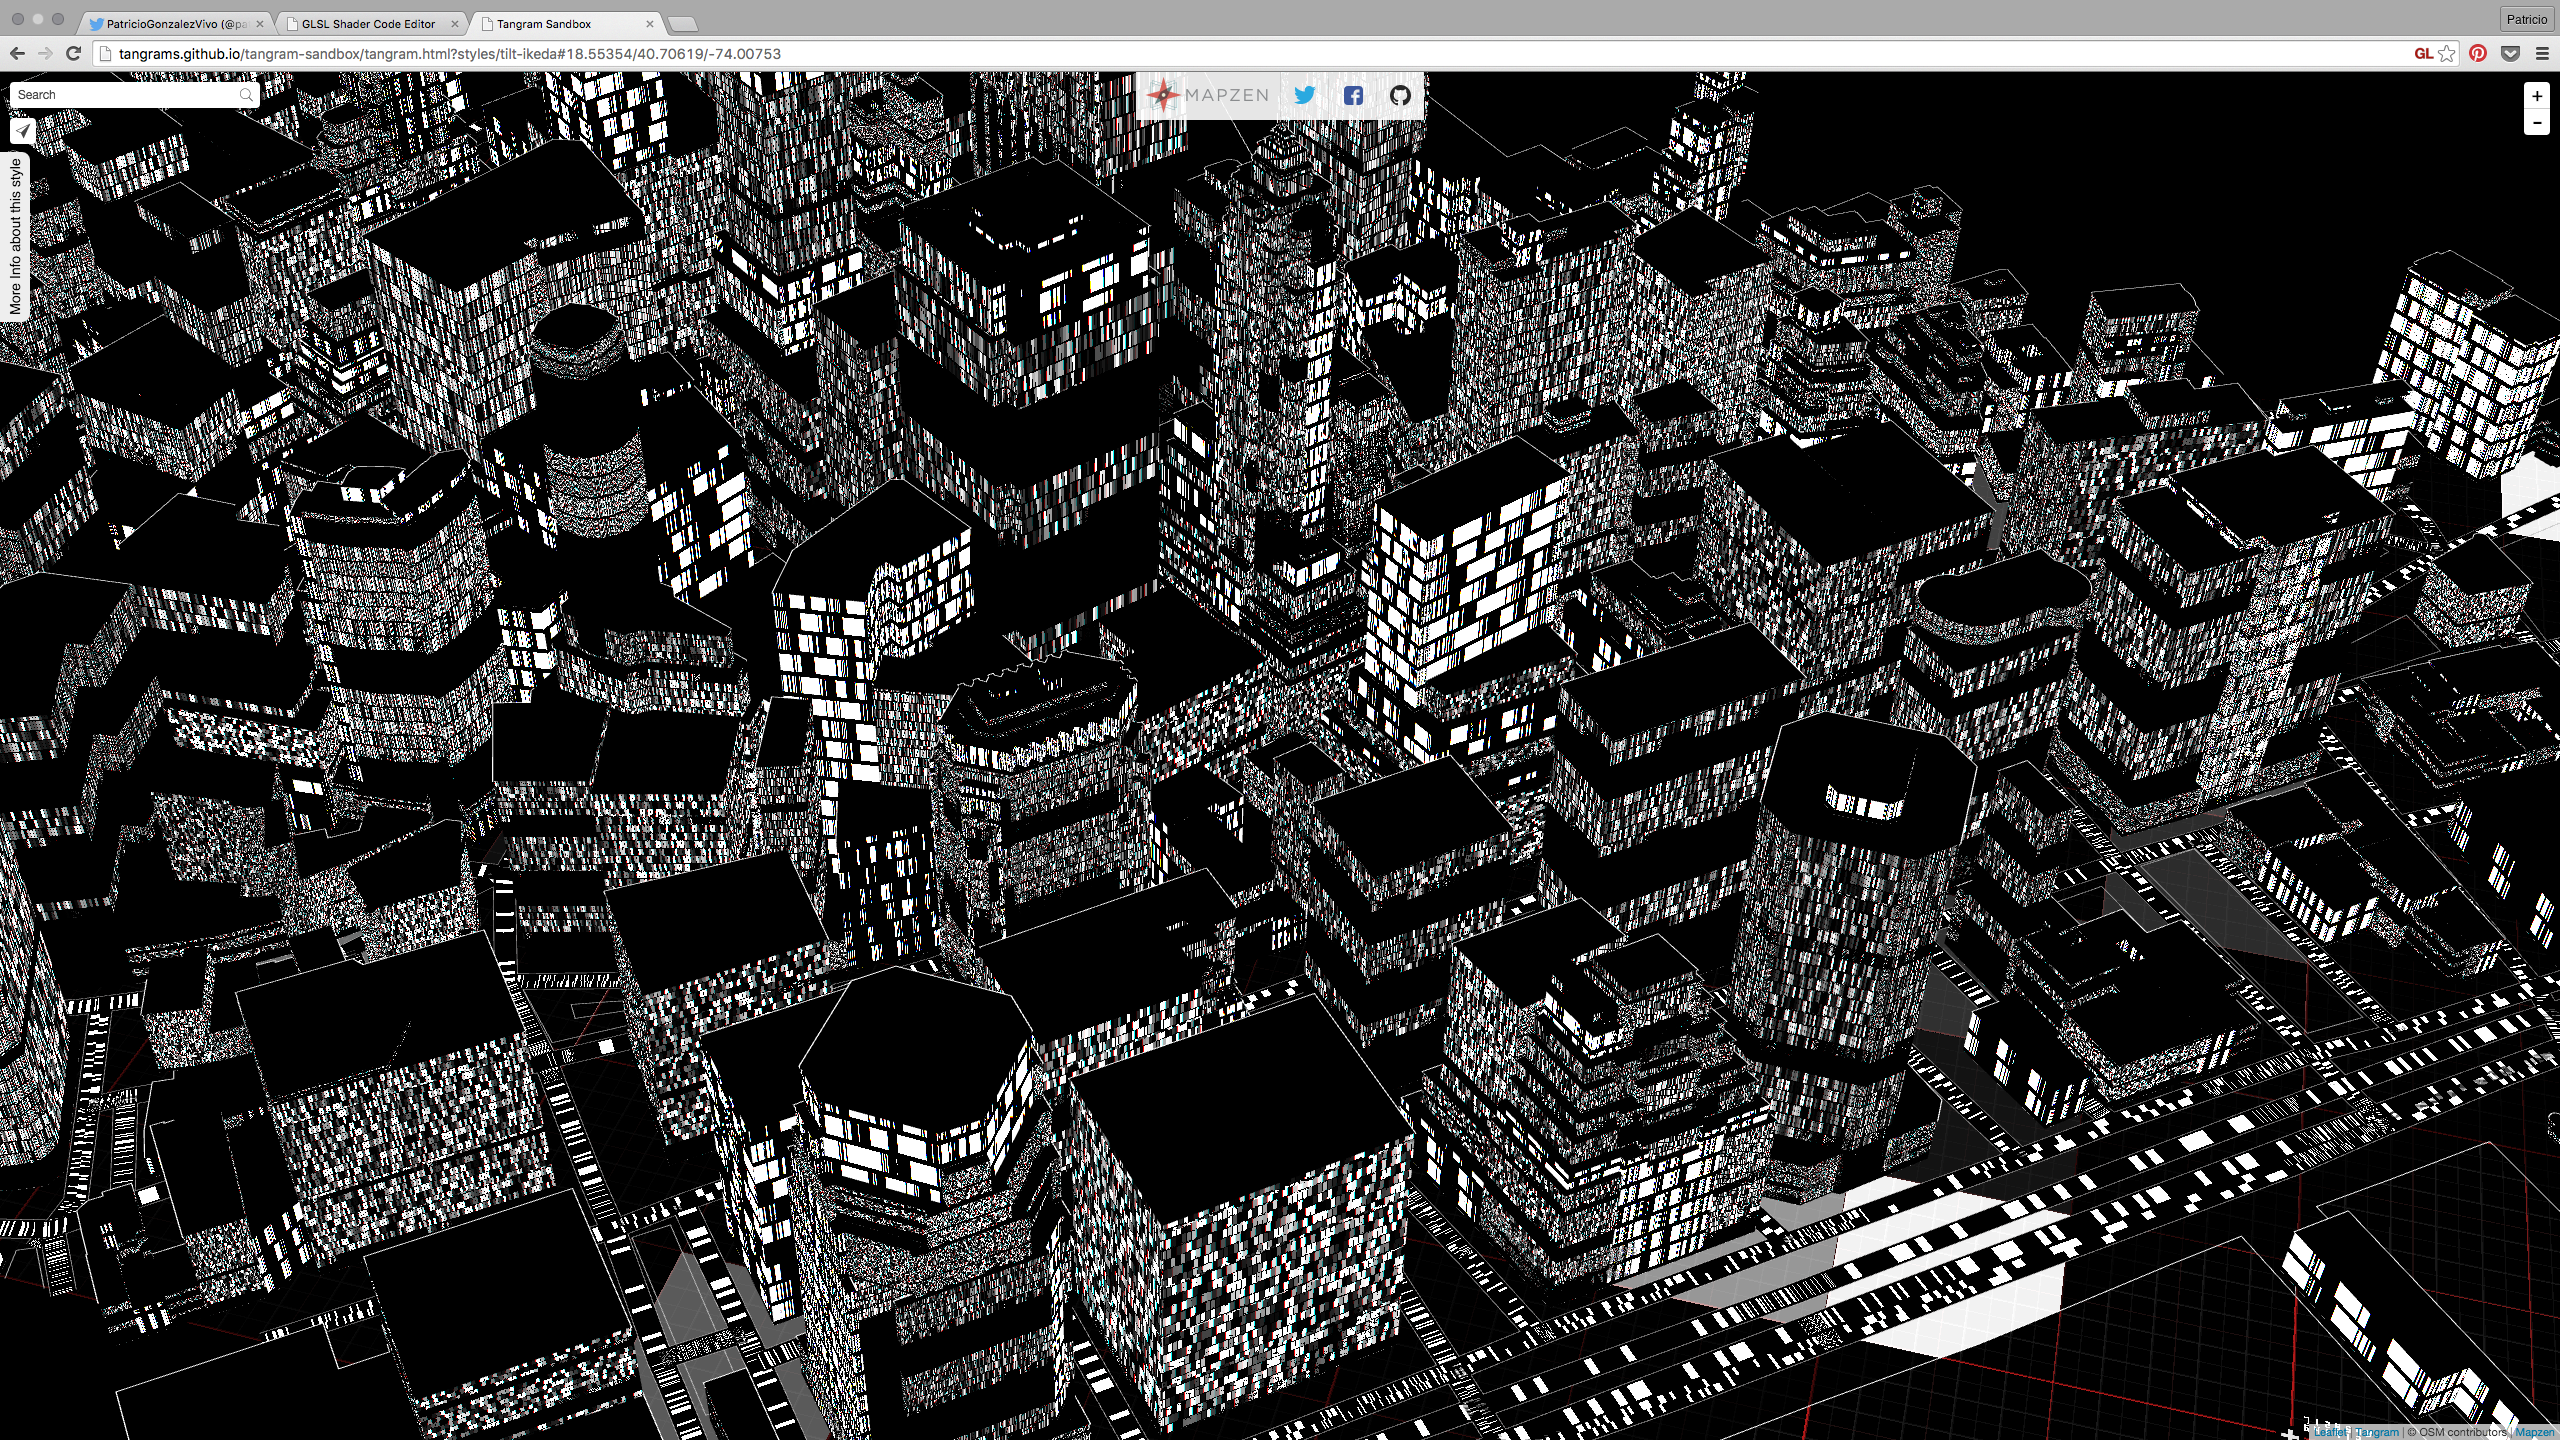 PatricioGonzalezVivo (@pa
GLSL Shader Code Editor
Tangram Sandbox
Patricio
tangrams.github.io/tangram-sandbox/tangram.html?styles/tilt-ikeda#18.55354/40.70619/-74.00753
GL
Search
MAPZEN
+
-
More Info about this style
Leaflet | Tangram | © OSM contributors | Mapzen